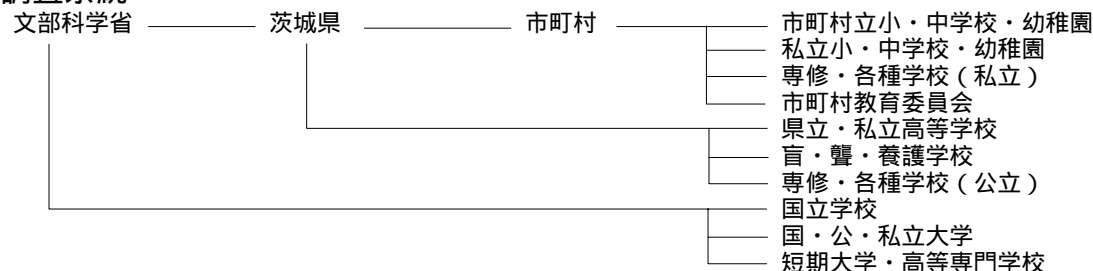 調査系統
文部科学省 茨城県 市町村 市町村立小・中学校・幼稚園
私立小・中学校・幼稚園
専修・各種学校(私立)
市町村教育委員会
県立・私立高等学校
盲・聾・養護学校
専修・各種学校(公立)
国立学校
国・公・私立大学
短期大学・高等専門学校